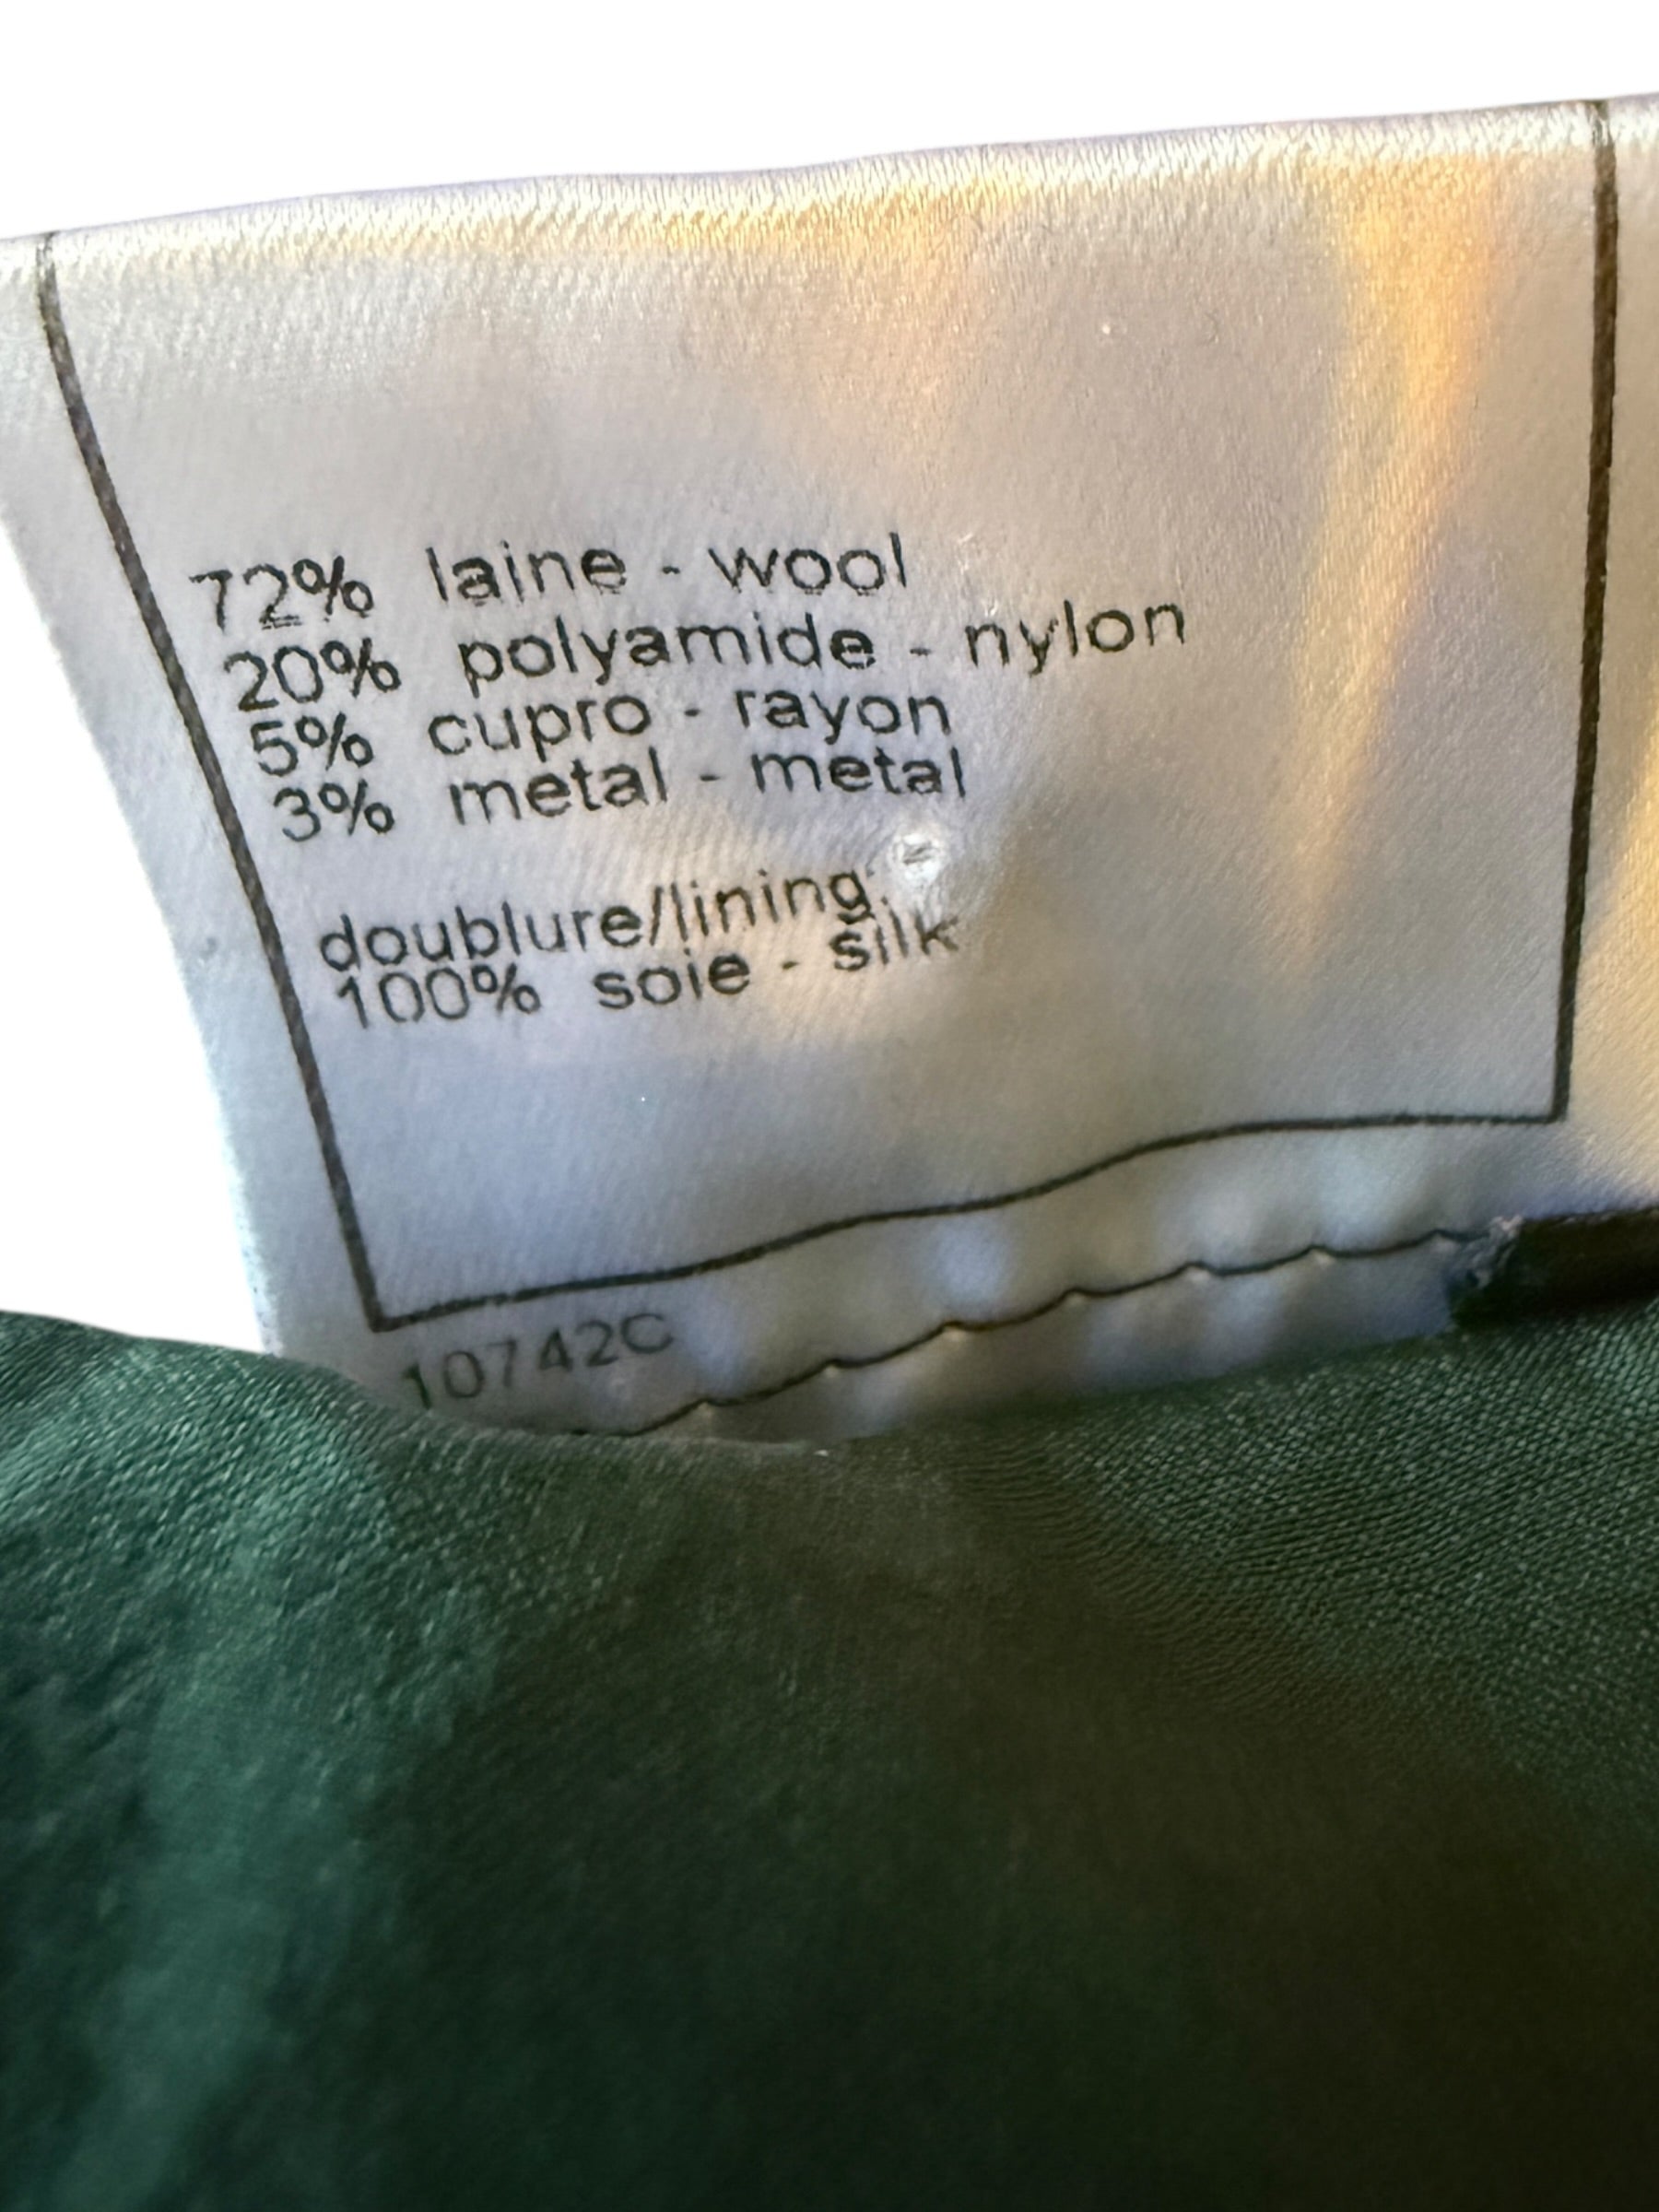 72% laine - wool
20% polyamide - nylon
5% cupro - rayon
3% metal - metal
doublure/lining:
100% soie - silk
10742C